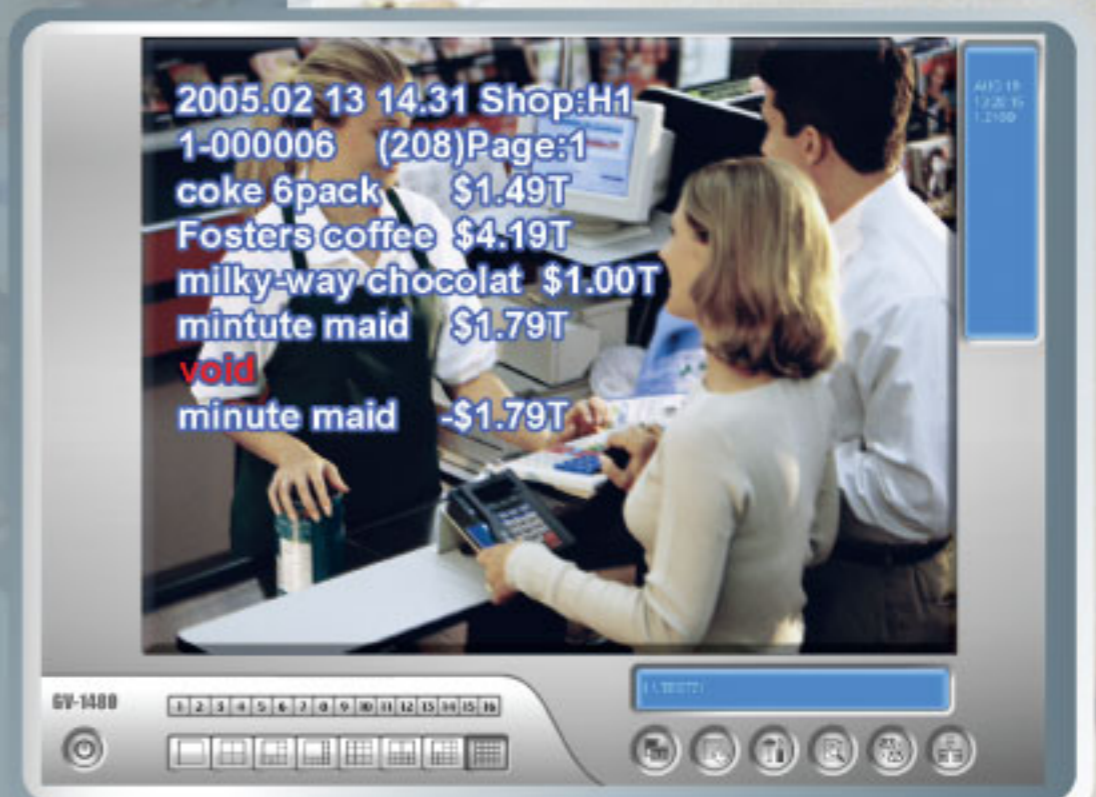 2005.02 13 14.31 Shop:H1
1-000006 (208)Page:1
coke 6pack $1.49T
Fosters coffee $4.19T
milky-way chocolat $1.00T
mintute maid $1.79T
void
minute maid -$1.79T
GV-1480
1 2 3 4 5 6 7 8 9 10 11 12 13 14 15 16